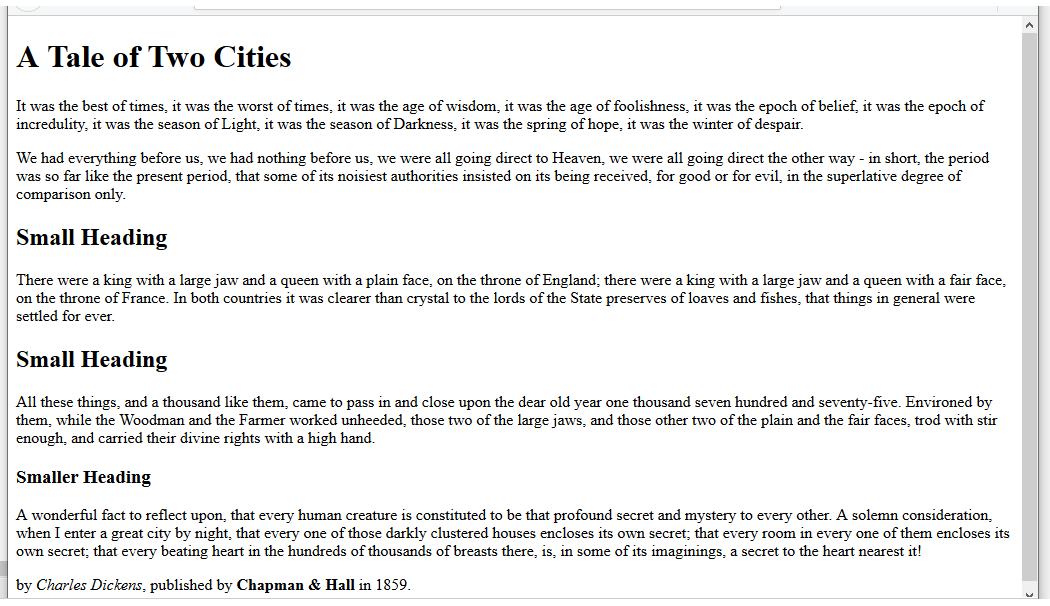 A Tale of Two Cities
It was the best of times, it was the worst of times, it was the age of wisdom, it was the age of foolishness, it was the epoch of belief, it was the epoch of
incredulity, it was the season of Light, it was the season of Darkness, it was the spring of hope, it was the winter of despair.
We had everything before us, we had nothing before us, we were all going direct to Heaven, we were all going direct the other way - in short, the period
was so far like the present period, that some of its noisiest authorities insisted on its being received, for good or for evil, in the superlative degree of
comparison only.
Small Heading
There were a king with a large jaw and a queen with a plain face, on the throne of England; there were a king with a large jaw and a queen with a fair face,
on the throne of France. In both countries it was clearer than crystal to the lords of the State preserves of loaves and fishes, that things in general were
settled for ever.
Small Heading
All these things, and a thousand like them, came to pass in and close upon the dear old year one thousand seven hundred and seventy-five. Environed by
them, while the Woodman and the Farmer worked unheeded, those two of the large jaws, and those other two of the plain and the fair faces, trod with stir
enough, and carried their divine rights with a high hand.
Smaller Heading
A wonderful fact to reflect upon, that every human creature is constituted to be that profound secret and mystery to every other. A solemn consideration,
when I enter a great city by night, that every one of those darkly clustered houses encloses its own secret; that every room in every one of them encloses its
own secret; that every beating heart in the hundreds of thousands of breasts there, is, in some of its imaginings, a secret to the heart nearest it!
by Charles Dickens, published by Chapman & Hall in 1859.